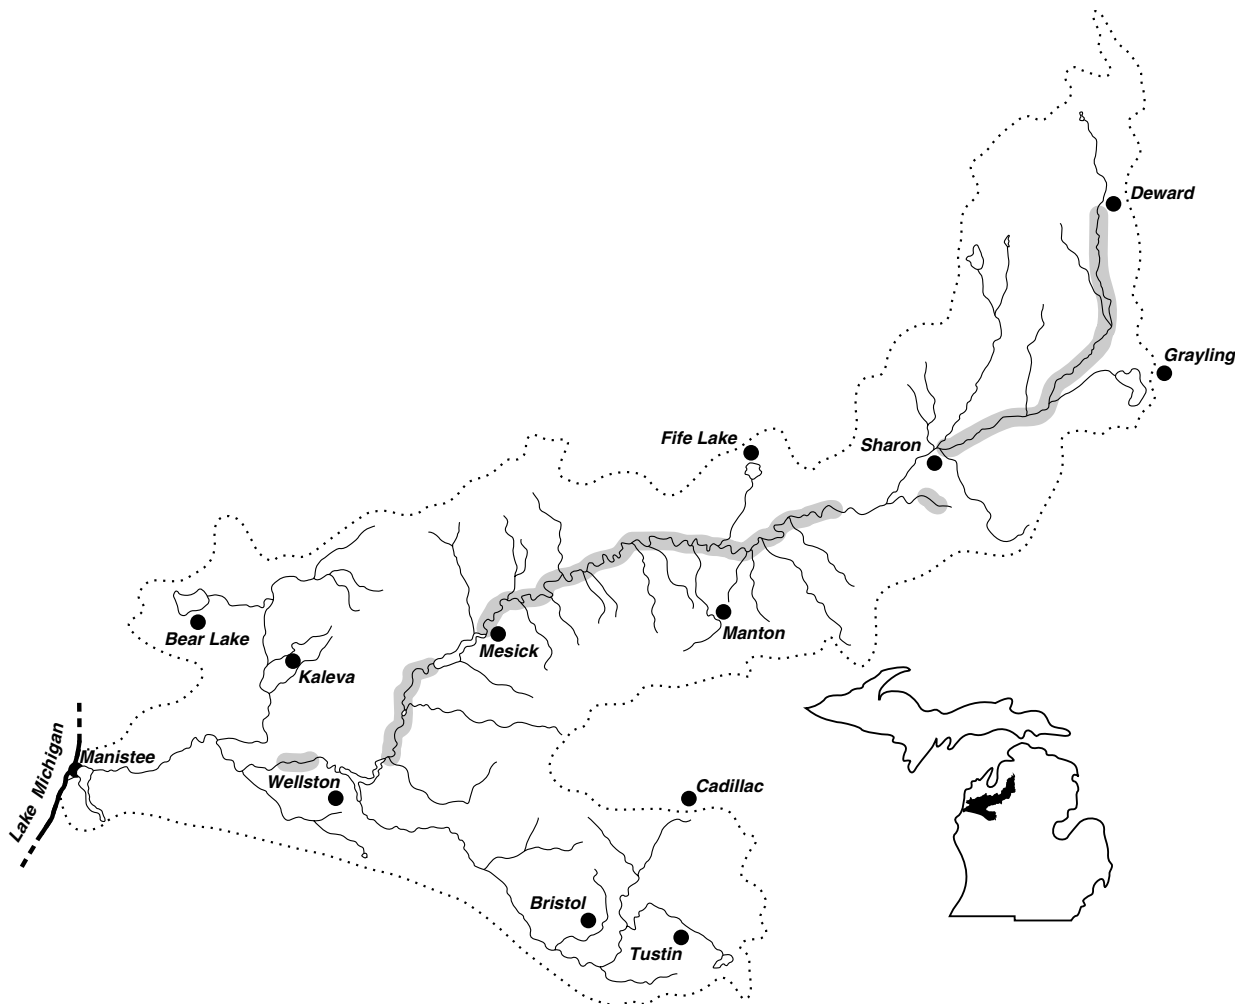 Deward
Grayling
Fife Lake
Sharon
Bear Lake
Manton
Mesick
Kaleva
Lake Michigan
Manistee
Wellston
Cadillac
Bristol
Tustin